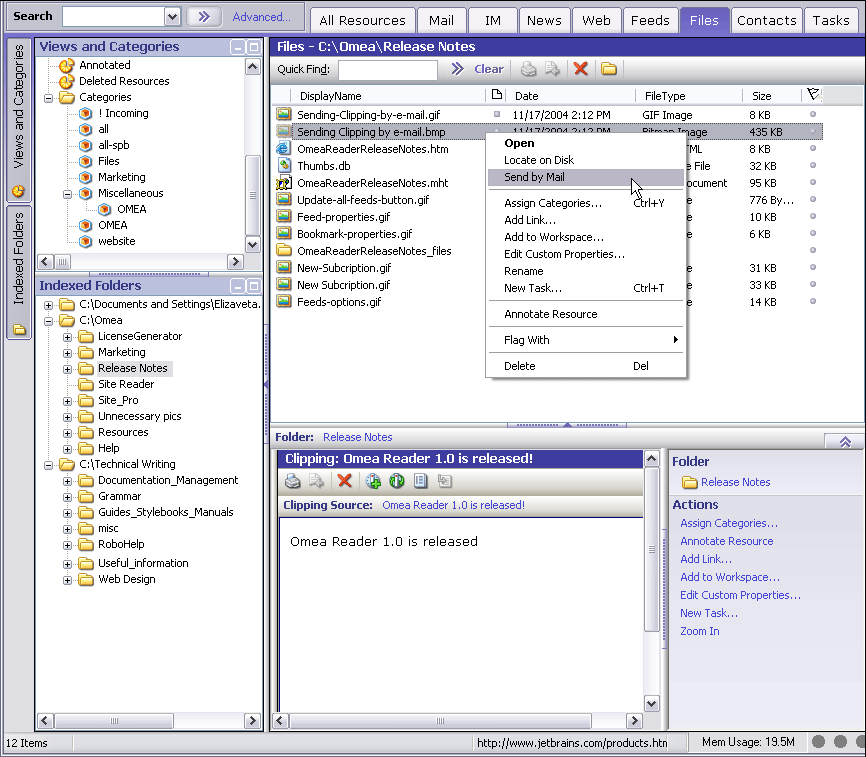 Search Advanced... All Resources Mail IM News Web Feeds Files Contacts Tasks
Views and Categories
Views and Categories
Annotated
Deleted Resources
Categories
! Incoming
all
all-spb
Files
Marketing
Miscellaneous
OMEA
OMEA
website
Indexed Folders
Indexed Folders
C:\Documents and Settings\Elizaveta.
C:\Omea
LicenseGenerator
Marketing
Release Notes
Site Reader
Site_Pro
Unnecessary pics
Resources
Help
C:\Technical Writing
Documentation_Management
Grammar
Guides_Stylebooks_Manuals
misc
RoboHelp
Useful_information
Web Design
Files - C:\Omea\Release Notes
Quick Find: Clear
DisplayName Date FileType Size
Sending-Clipping-by-e-mail.gif 11/17/2004 2:12 PM GIF Image 8 KB
Sending Clipping by e-mail.bmp 11/17/2004 2:12 PM Bitmap Image 435 KB
OmeaReaderReleaseNotes.htm ML 8 KB
Thumbs.db e File 32 KB
OmeaReaderReleaseNotes.mht ocument 95 KB
Update-all-feeds-button.gif e 776 By...
Feed-properties.gif e 10 KB
Bookmark-properties.gif e 6 KB
OmeaReaderReleaseNotes_files
New-Subcription.gif e 31 KB
New Subcription.gif e 33 KB
Feeds-options.gif e 14 KB
Open
Locate on Disk
Send by Mail
Assign Categories... Ctrl+Y
Add Link...
Add to Workspace...
Edit Custom Properties...
Rename
New Task... Ctrl+T
Annotate Resource
Flag With
Delete Del
Folder: Release Notes
Clipping: Omea Reader 1.0 is released!
Clipping Source: Omea Reader 1.0 is released!
Omea Reader 1.0 is released
Folder
Release Notes
Actions
Assign Categories...
Annotate Resource
Add Link...
Add to Workspace...
Edit Custom Properties...
New Task...
Zoom In
12 Items http://www.jetbrains.com/products.htm Mem Usage: 19.5M